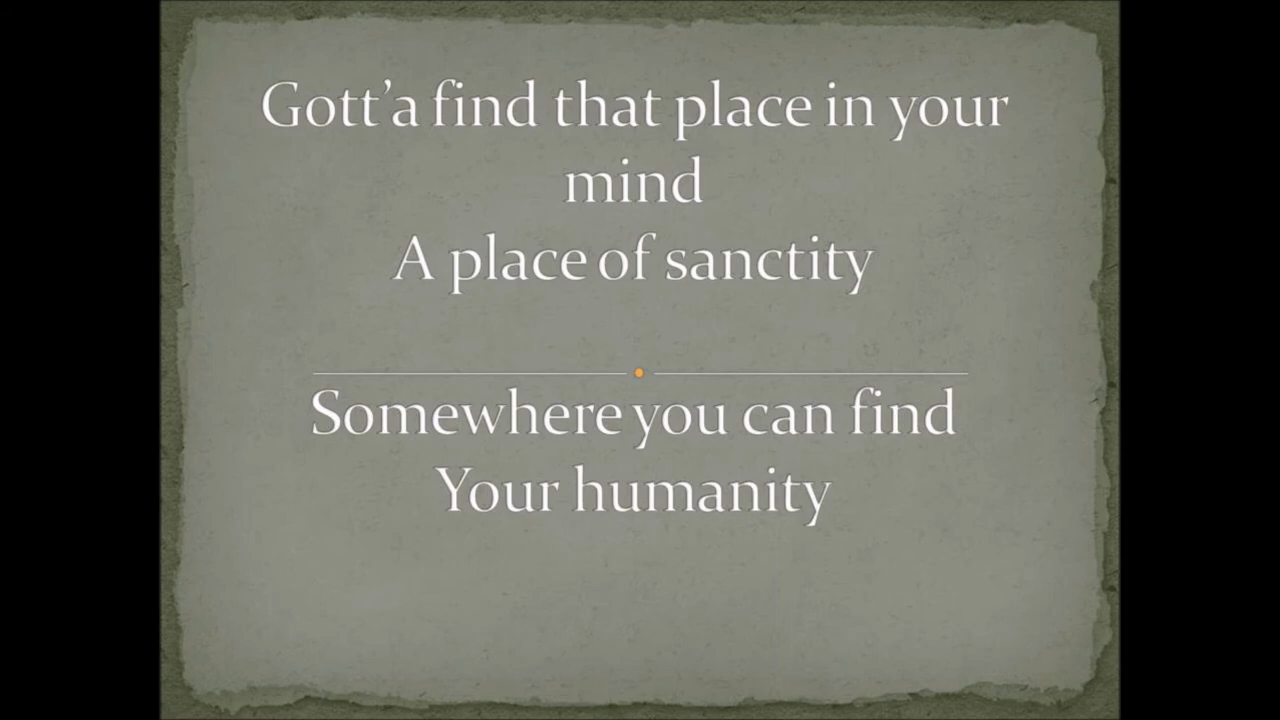 Gott'a find that place in your
mind
A place of sanctity
Somewhere you can find
Your humanity